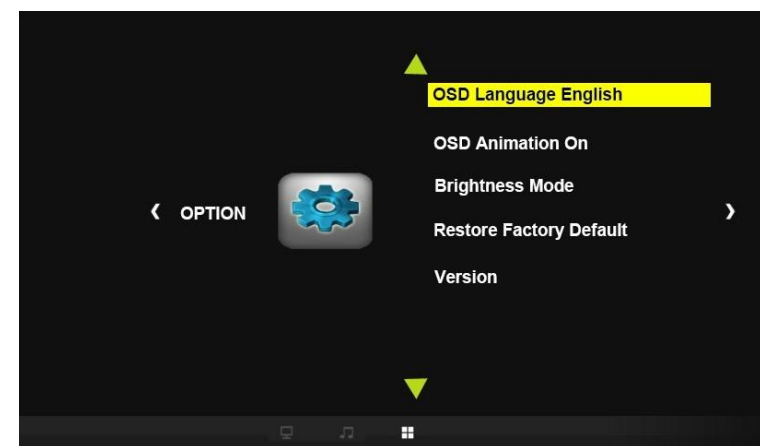 OSD Language English
OSD Animation On
Brightness Mode
OPTION
Restore Factory Default
Version